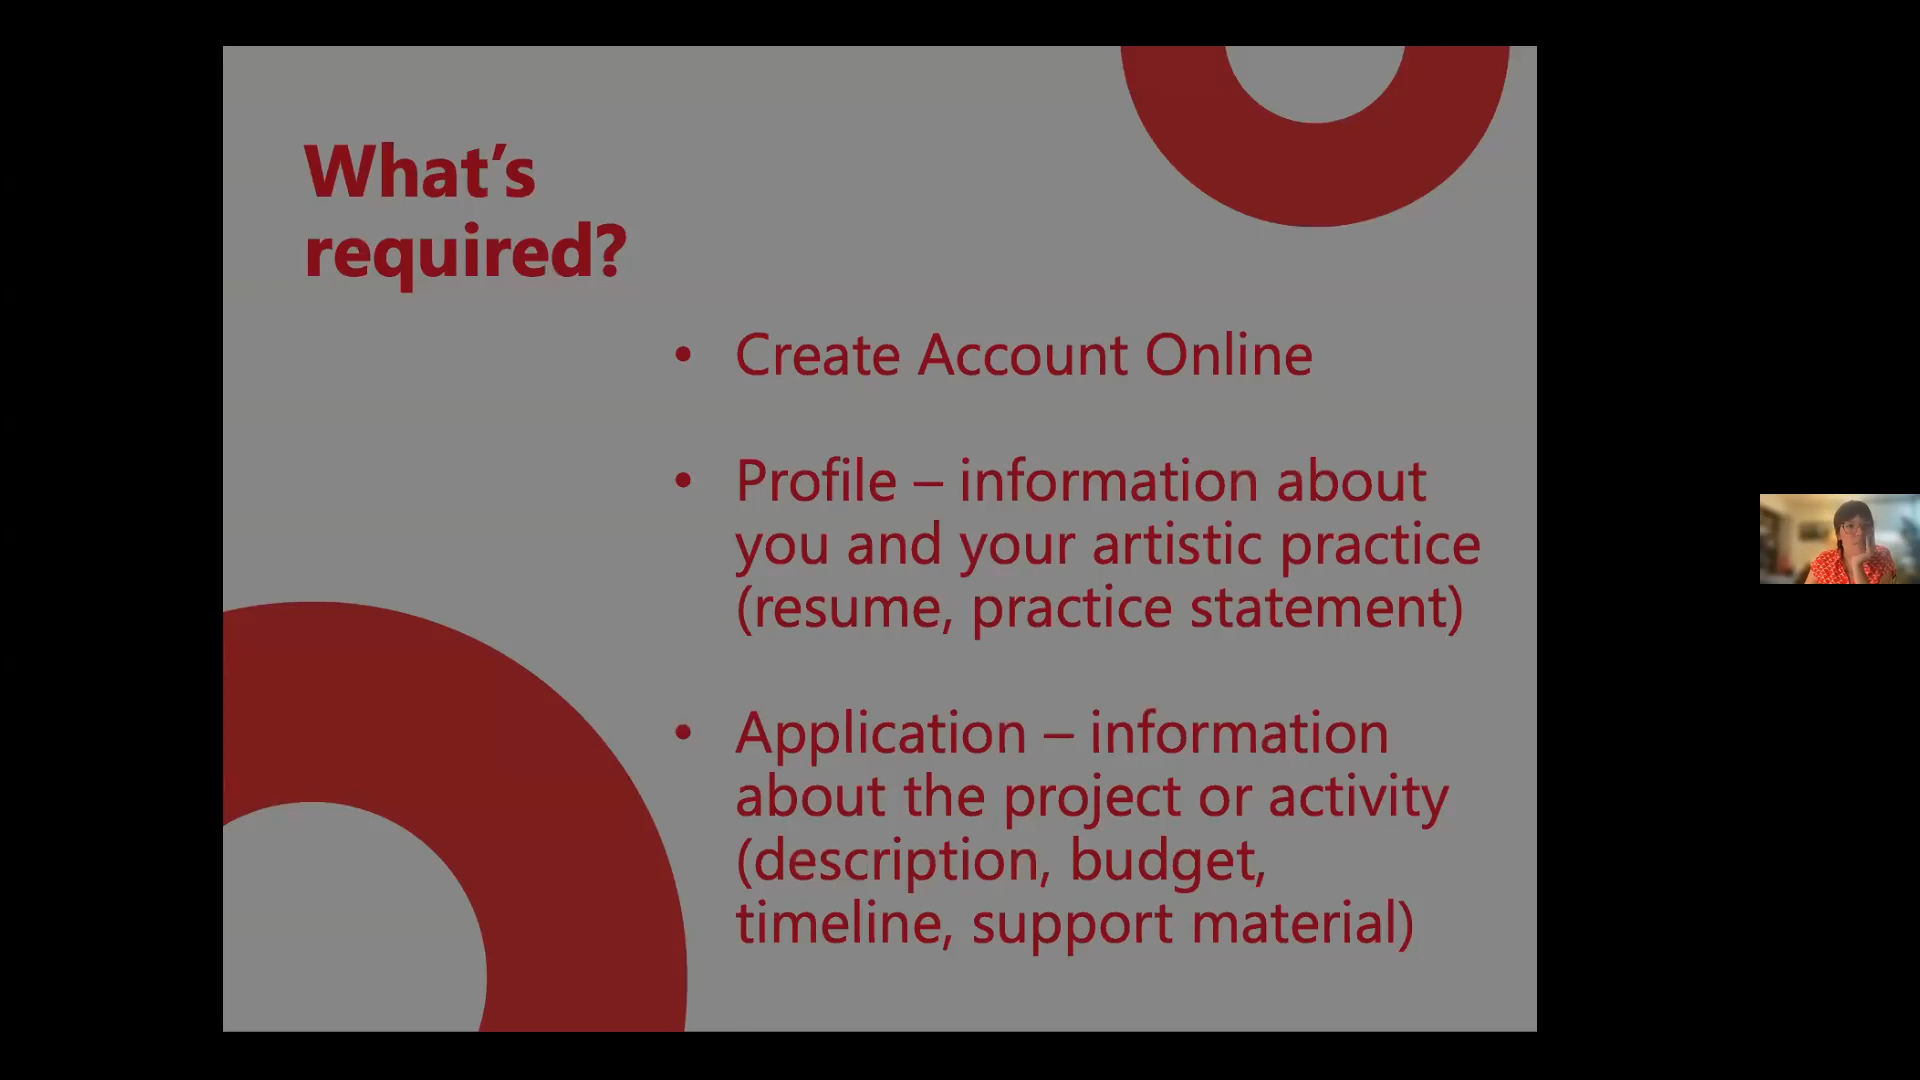 What’s
required?
• Create Account Online
• Profile – information about
you and your artistic practice
(resume, practice statement)
• Application – information
about the project or activity
(description, budget,
timeline, support material)